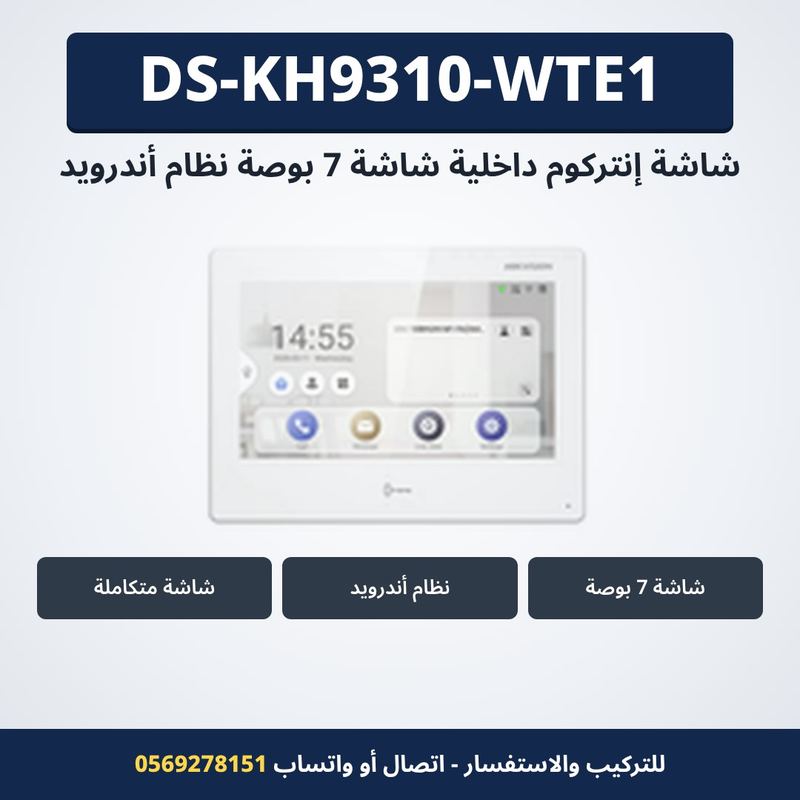 DS-KH9310-WTE1
شاشة إنتركوم داخلية شاشة 7 بوصة نظام أندرويد
HIKVISION
14:55
شاشة 7 بوصة
نظام أندرويد
شاشة متكاملة
للتركيب والاستفسار - اتصال أو واتساب 0569278151